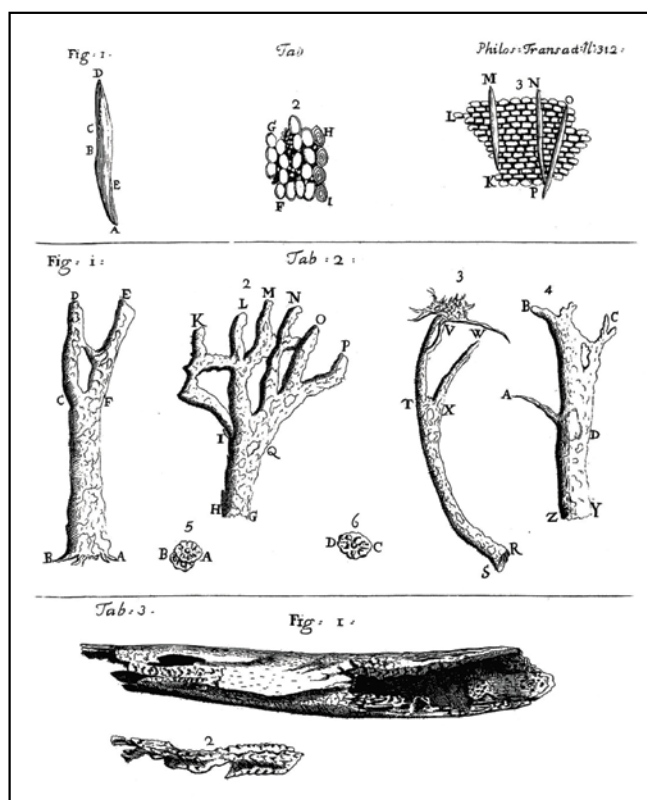 Fig: 1. Tab Philos: Transact: N: 312.
D M 3 N O
2
C G H L
B
E
F I K P
A
Fig: 1. Tab: 2.
D E K L 2 M N O P 3 V W 4 B C
3
C F I Q T X A D
H G Z Y
5 6
B A D C R
B A S
Tab: 3. Fig: 1.
2